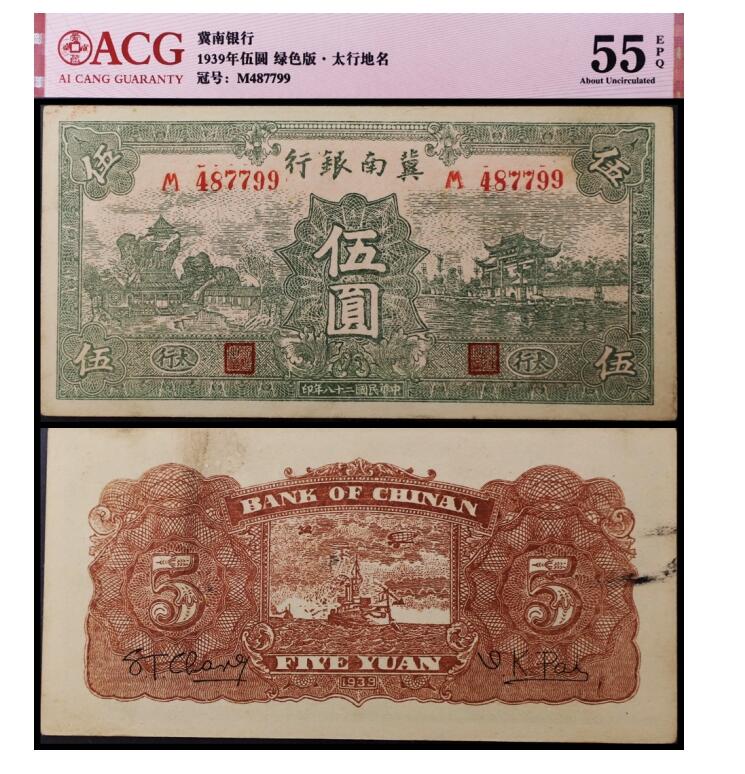 ACG
AI CANG GUARANTY
冀南银行
1939年伍圆 绿色版·太行地名
冠号: M487799
55
EPQ
About Uncirculated
伍
伍
行銀南冀
M 487799
M 487799
伍
圓
伍
伍
行太
行太
印年八十二國民華中
BANK OF CHINAN
5
5
S T Chang
FIVE YUAN
1939